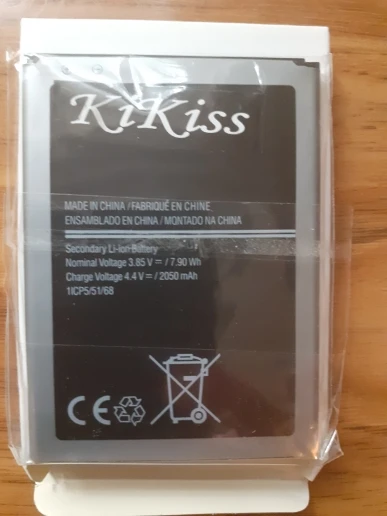 KiKiss
MADE IN CHINA / FABRIQUÉ EN CHINE
ENSAMBLADO EN CHINA / MONTADO NA CHINA
Secondary Li-ion Battery
Nominal Voltage 3.85 V ⎓ / 7.90 Wh
Charge Voltage 4.4 V ⎓ / 2050 mAh
1ICP5/51/68
CE